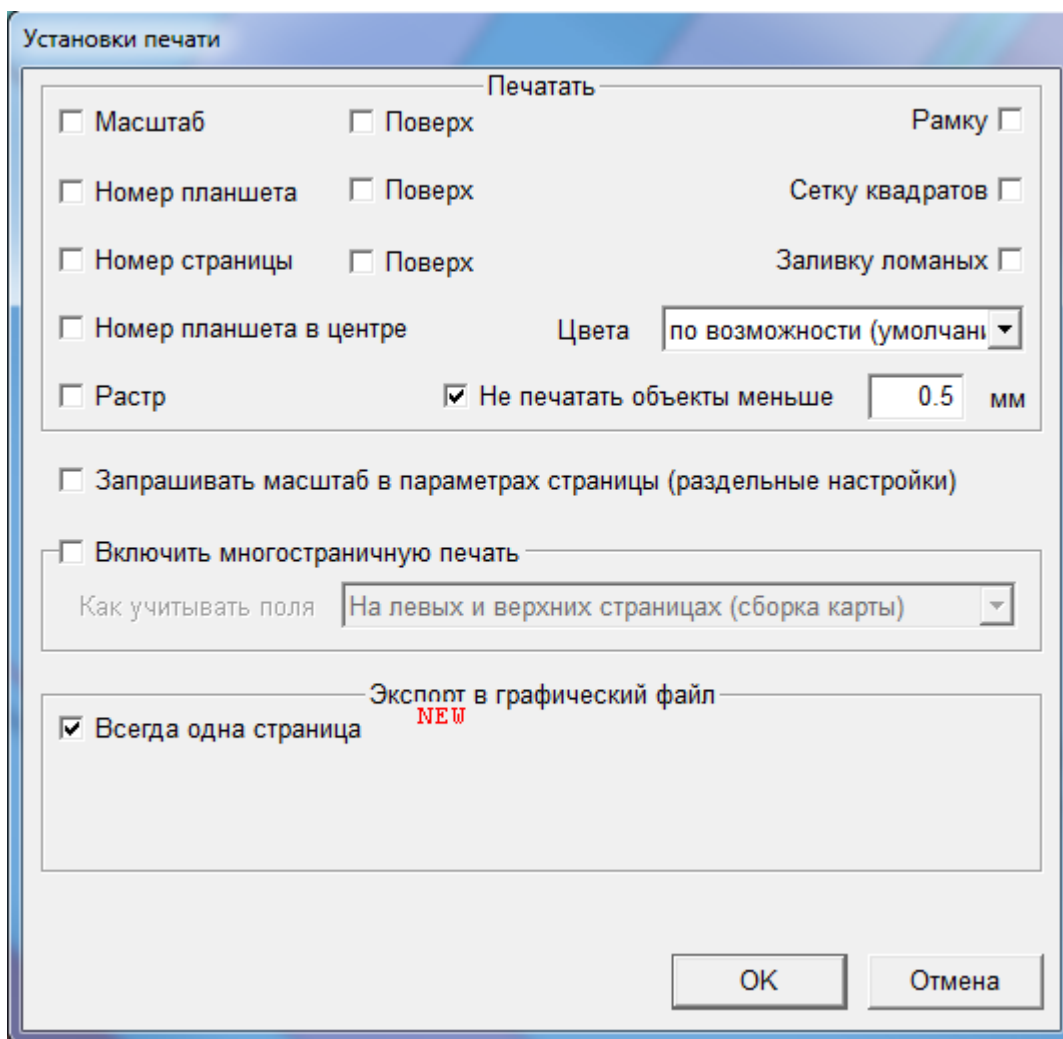 Установки печати
Печатать
Масштаб Поверх Рамку
Номер планшета Поверх Сетку квадратов
Номер страницы Поверх Заливку ломаных
Номер планшета в центре Цвета по возможности (умолчани
Растр Не печатать объекты меньше 0.5 мм
Запрашивать масштаб в параметрах страницы (раздельные настройки)
Включить многостраничную печать
Как учитывать поля На левых и верхних страницах (сборка карты)
Экспорт в графический файл
NEW
Всегда одна страница
OK Отмена